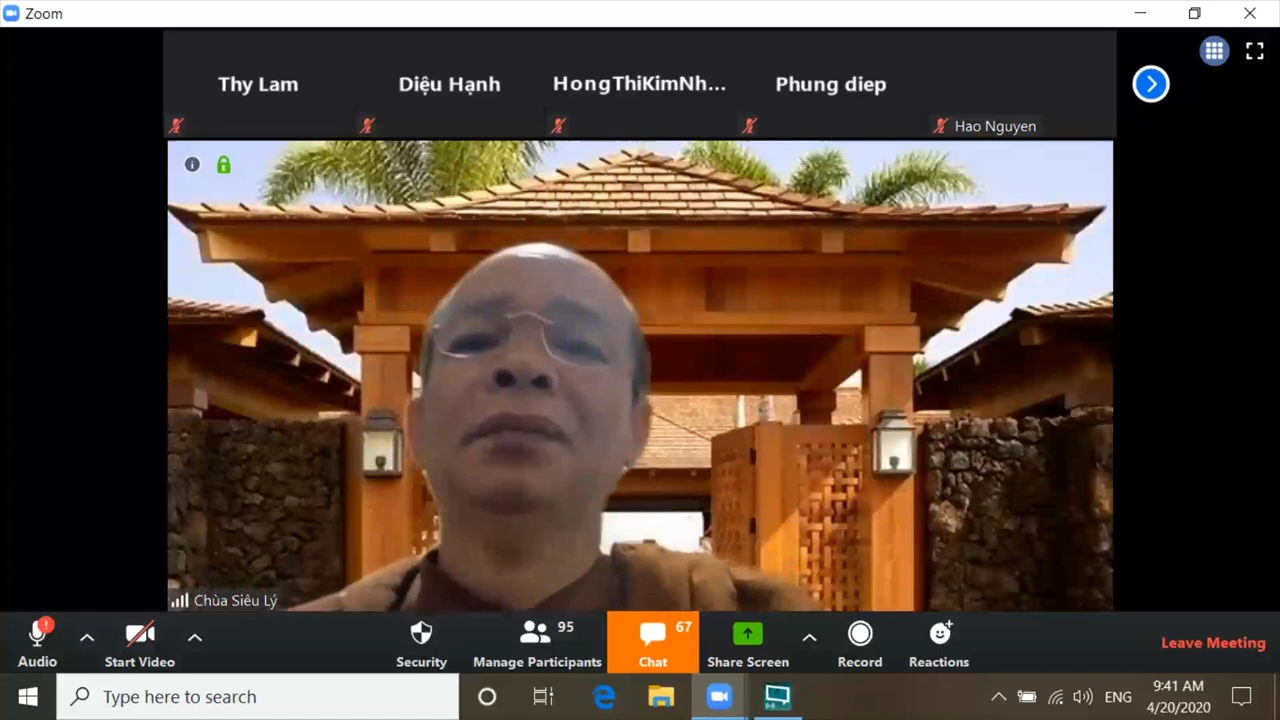 Zoom
Thy Lam
Diệu Hạnh
HongThiKimNh...
Phung diep
Hao Nguyen
Chùa Siêu Lý
Audio
Start Video
Security
95
Manage Participants
67
Chat
Share Screen
Record
Reactions
Leave Meeting
Type here to search
ENG
9:41 AM
4/20/2020